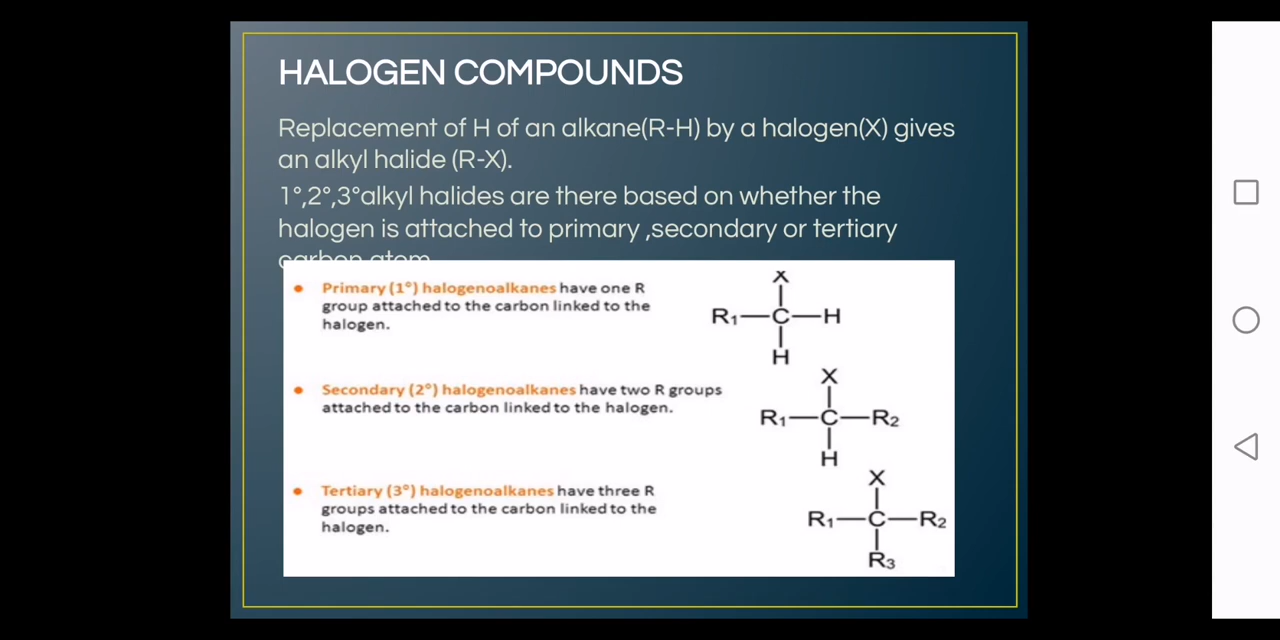 HALOGEN COMPOUNDS
Replacement of H of an alkane(R-H) by a halogen(X) gives
an alkyl halide (R-X).
1°,2°,3°alkyl halides are there based on whether the
halogen is attached to primary ,secondary or tertiary
carbon atom
• Primary (1°) halogenoalkanes have one R
group attached to the carbon linked to the
halogen.
X
R₁—C—H
H
• Secondary (2°) halogenoalkanes have two R groups
attached to the carbon linked to the halogen.
X
R₁—C—R₂
H
• Tertiary (3°) halogenoalkanes have three R
groups attached to the carbon linked to the
halogen.
X
R₁—C—R₂
R₃